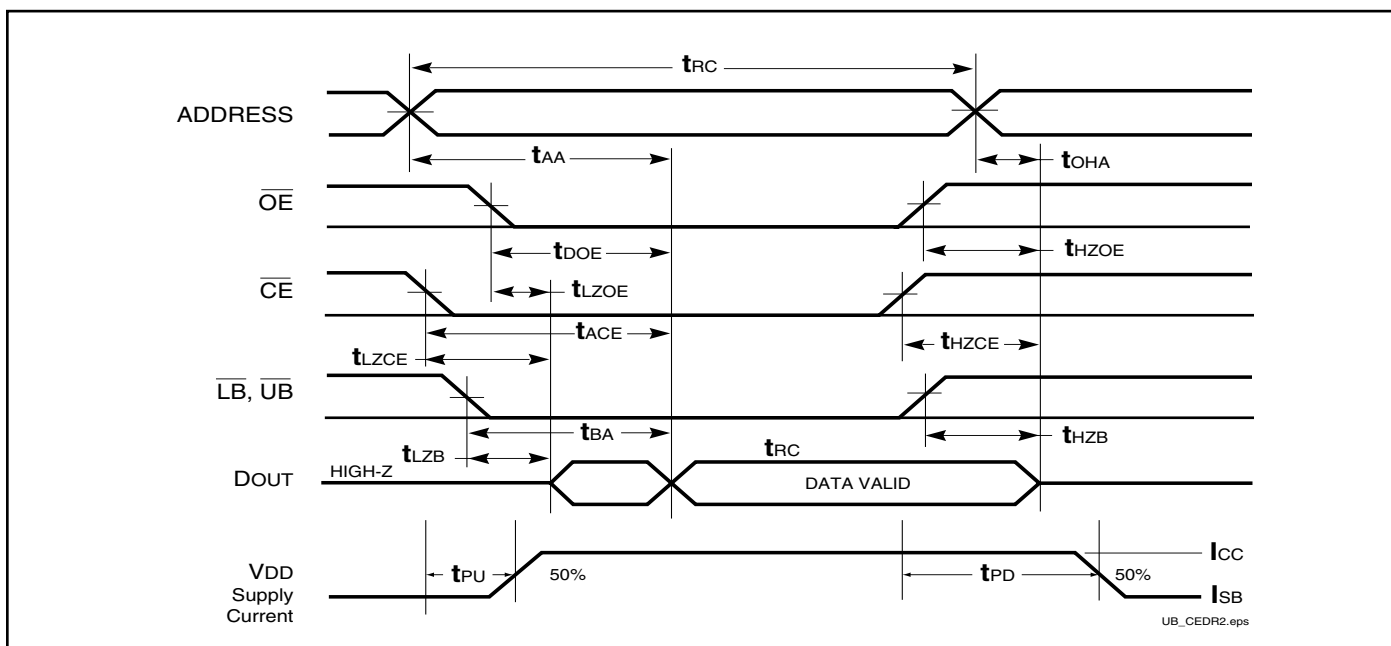 tRC
ADDRESS
tAA
tOHA
OE
tDOE
tHZOE
CE
tLZOE
tACE
tHZCE
tLZCE
LB, UB
tBA
tHZB
tLZB
tRC
DOUT
HIGH-Z
DATA VALID
ICC
VDD
Supply
Current
tPU
50%
tPD
50%
ISB
UB_CEDR2.eps